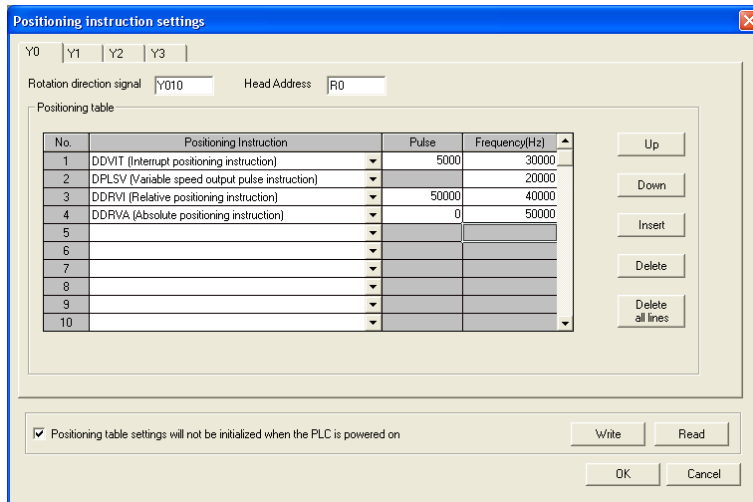 Positioning instruction settings
Y0 Y1 Y2 Y3
Rotation direction signal Y010 Head Address R0
Positioning table
No. Positioning Instruction Pulse Frequency(Hz)
1 DDVIT (Interrupt positioning instruction) 5000 30000
2 DPLSV (Variable speed output pulse instruction) 20000
3 DDRVI (Relative positioning instruction) 50000 40000
4 DDRVA (Absolute positioning instruction) 0 50000
5
6
7
8
9
10
Up
Down
Insert
Delete
Delete
all lines
Positioning table settings will not be initialized when the PLC is powered on
Write Read
OK Cancel